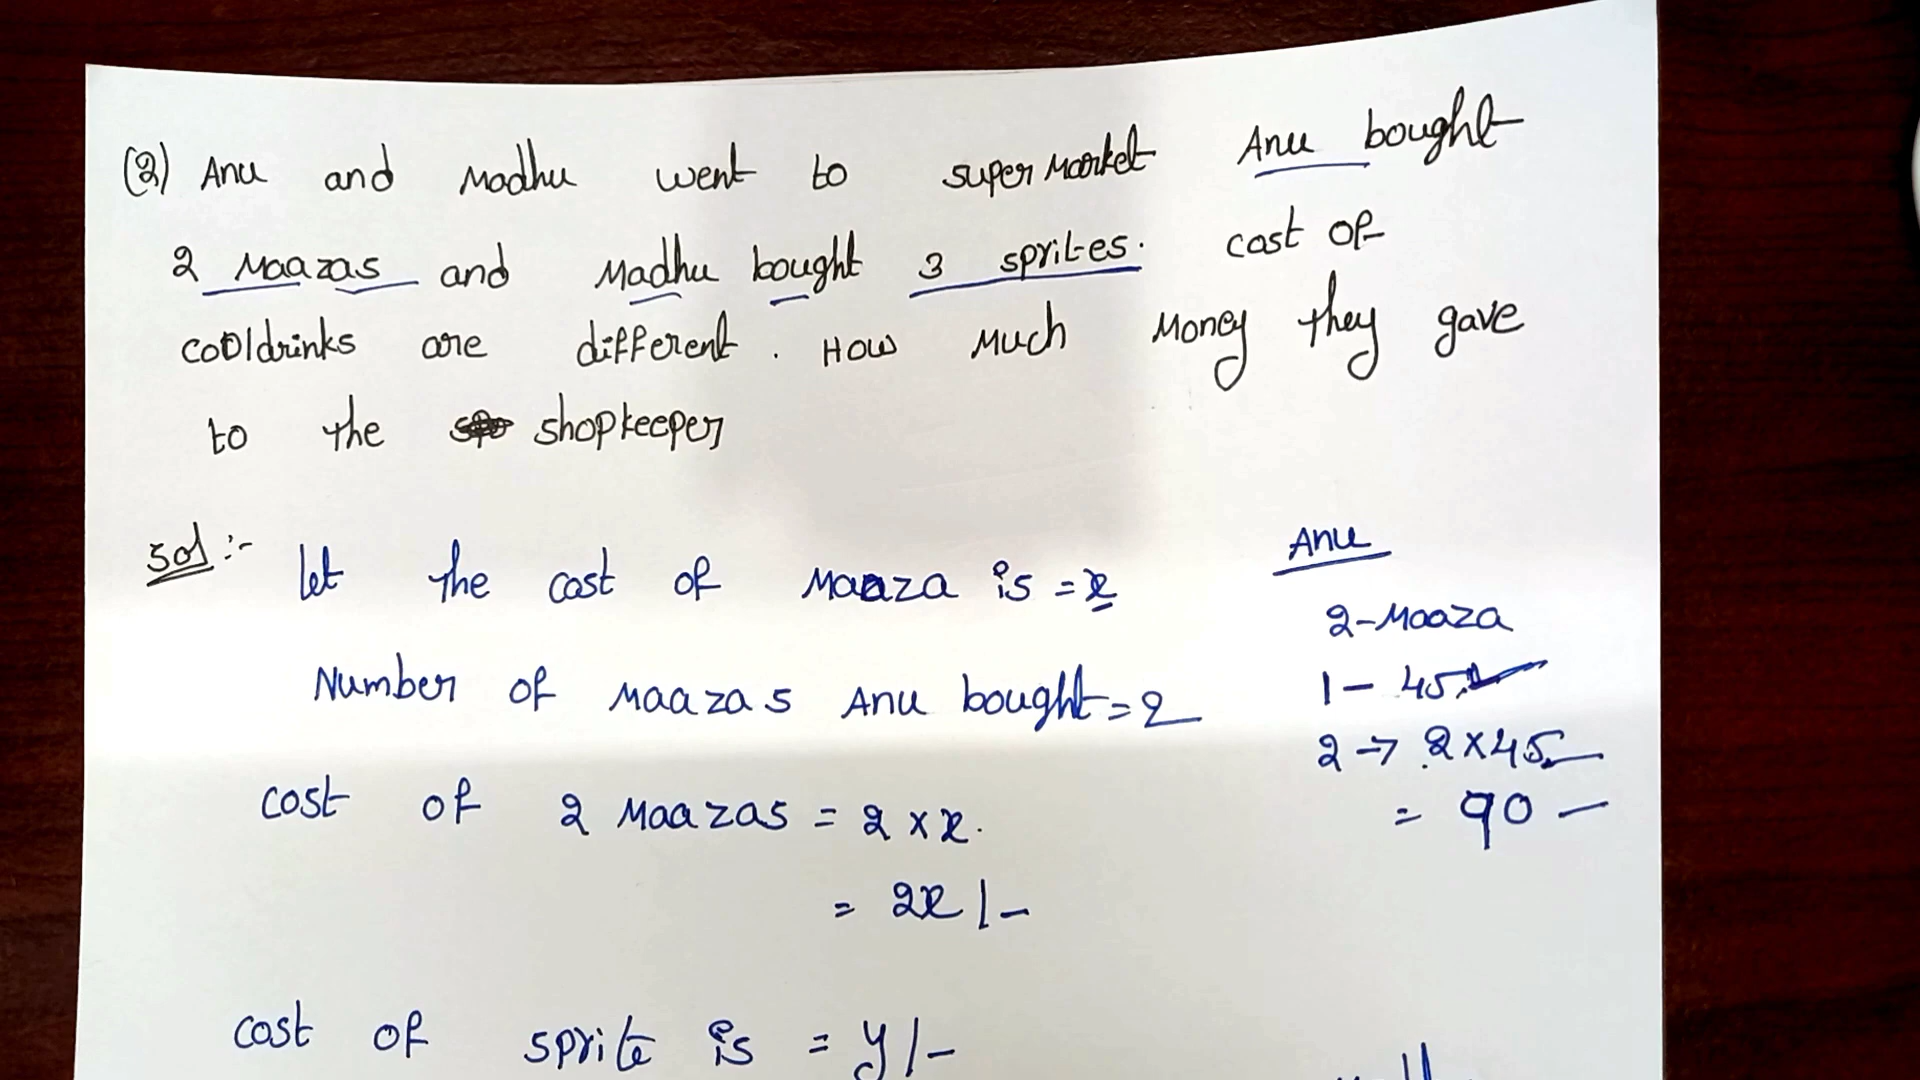 (2) Anu and Madhu went to super Market Anu bought
2 Maazas and Madhu bought 3 sprites. cost of
cooldrinks are different. How Much Money they gave
to the shopkeeper
Sol:- let the cost of Maaza is = x
Number of Maazas Anu bought = 2
cost of 2 Maazas = 2 × x.
= 2x/-
cost of sprite is = y/-
Anu
2-Maaza
1 - 45
2 → 2×45
= 90 -